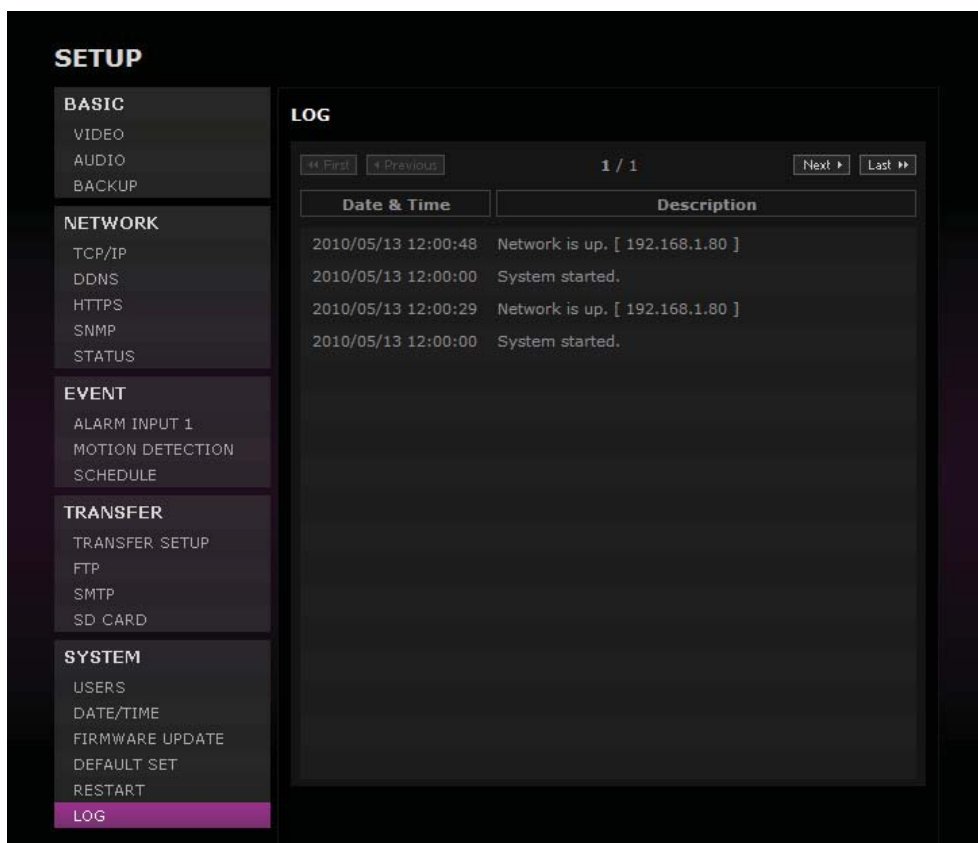 SETUP
BASIC
VIDEO
AUDIO
BACKUP
NETWORK
TCP/IP
DDNS
HTTPS
SNMP
STATUS
EVENT
ALARM INPUT 1
MOTION DETECTION
SCHEDULE
TRANSFER
TRANSFER SETUP
FTP
SMTP
SD CARD
SYSTEM
USERS
DATE/TIME
FIRMWARE UPDATE
DEFAULT SET
RESTART
LOG
LOG
First Previous 1 / 1 Next Last
Date & Time Description
2010/05/13 12:00:48 Network is up. [ 192.168.1.80 ]
2010/05/13 12:00:00 System started.
2010/05/13 12:00:29 Network is up. [ 192.168.1.80 ]
2010/05/13 12:00:00 System started.